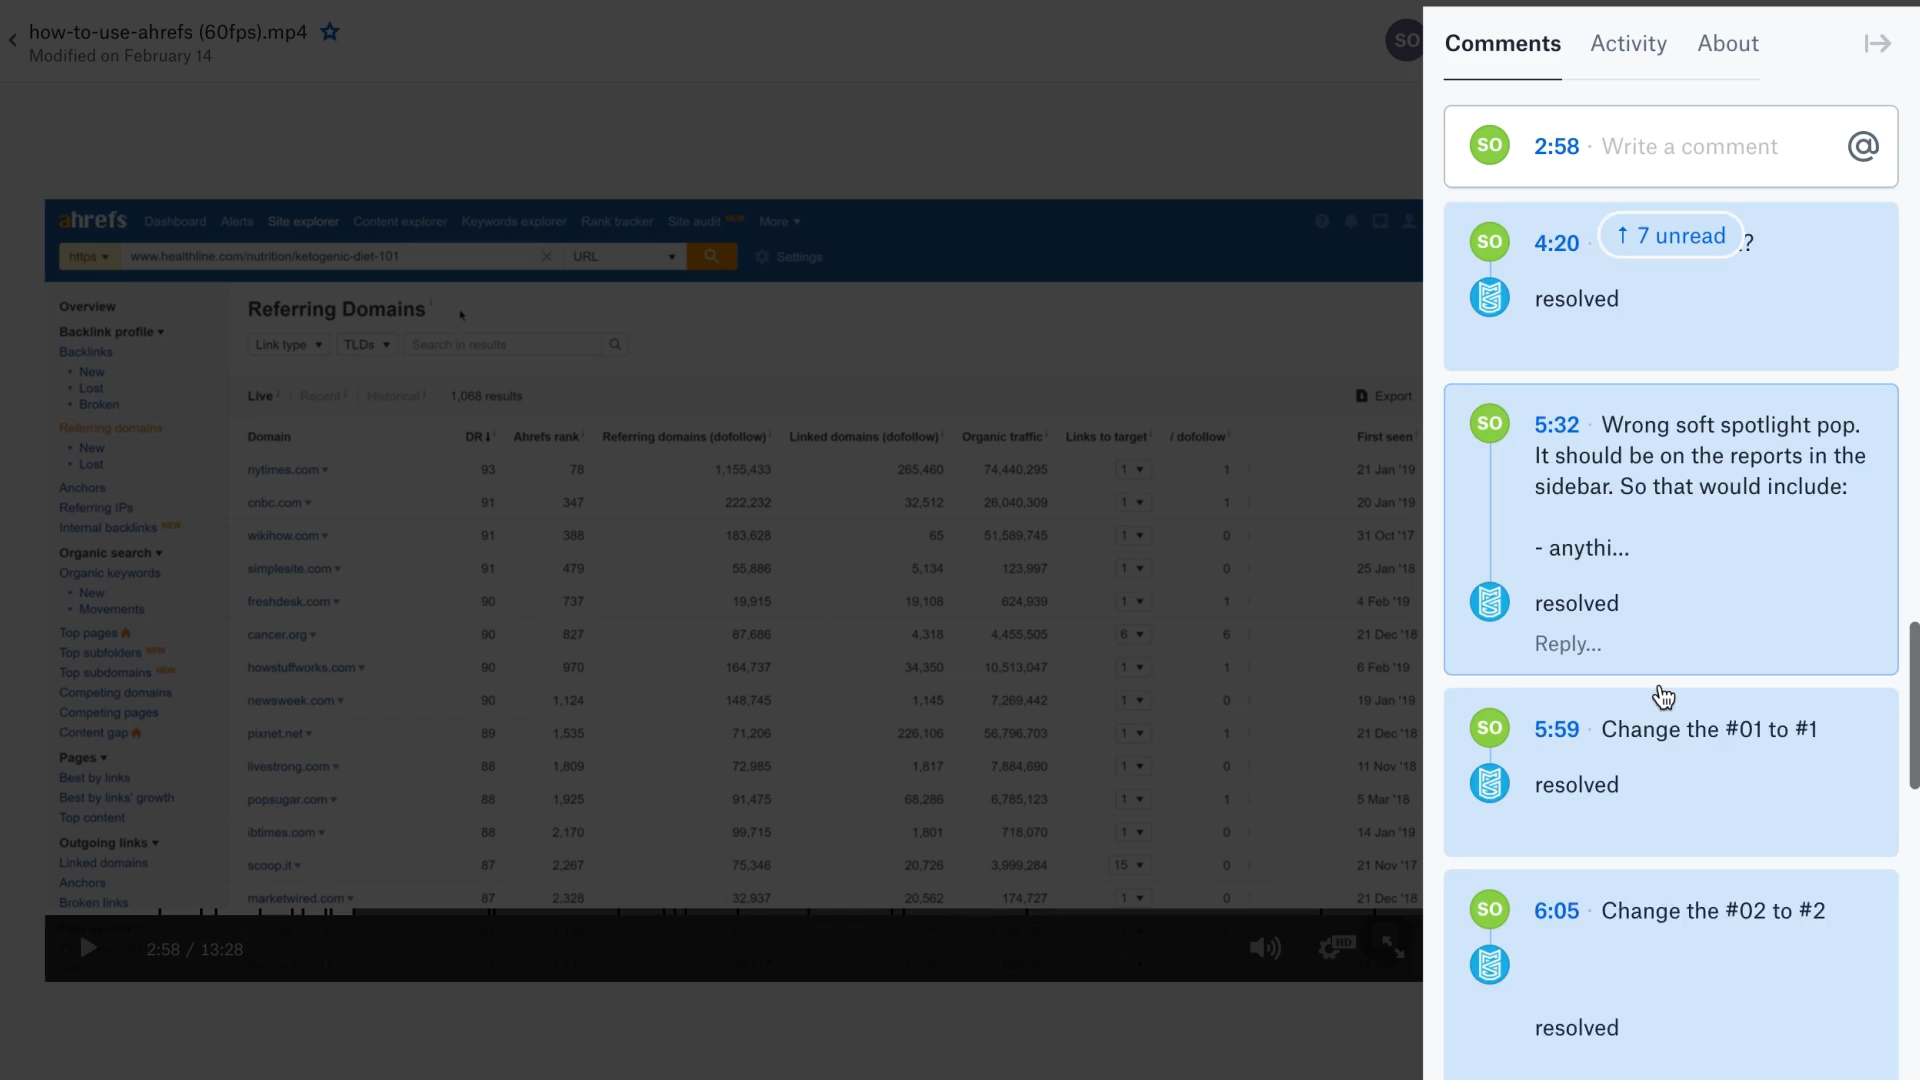 how-to-use-ahrefs (60fps).mp4
Modified on February 14
SO
Comments Activity About
SO 2:58 · Write a comment @
SO 4:20 · ↑ 7 unread ?
resolved
SO 5:32 · Wrong soft spotlight pop.
It should be on the reports in the
sidebar. So that would include:
- anythi...
resolved
Reply...
SO 5:59 · Change the #01 to #1
resolved
SO 6:05 · Change the #02 to #2
resolved
ahrefs Dashboard Alerts Site explorer Content explorer Keywords explorer Rank tracker Site audit NEW More
https www.healthline.com/nutrition/ketogenic-diet-101 URL Settings
Overview
Backlink profile
Backlinks
• New
• Lost
• Broken
Referring domains
• New
• Lost
Anchors
Referring IPs
Internal backlinks NEW
Organic search
Organic keywords
• New
• Movements
Top pages
Top subfolders NEW
Top subdomains NEW
Competing domains
Competing pages
Content gap
Pages
Best by links
Best by links' growth
Top content
Outgoing links
Linked domains
Anchors
Broken links
Referring Domains
Link type TLDs Search in results
Live Recent Historical 1,068 results Export
Domain DR Ahrefs rank Referring domains (dofollow) Linked domains (dofollow) Organic traffic Links to target / dofollow First seen
nytimes.com 93 78 1,155,433 265,460 74,440,295 1 1 21 Jan '19
cnbc.com 91 347 222,232 32,512 26,040,309 1 1 20 Jan '19
wikihow.com 91 388 183,628 65 51,589,745 1 0 31 Oct '17
simplesite.com 91 479 55,886 5,134 123,997 1 0 25 Jan '18
freshdesk.com 90 737 19,915 19,108 624,939 1 1 4 Feb '19
cancer.org 90 827 87,686 4,318 4,455,505 6 6 21 Dec '18
howstuffworks.com 90 970 164,737 34,350 10,513,047 1 1 6 Feb '19
newsweek.com 90 1,124 148,745 1,145 7,269,442 1 0 19 Jan '19
pixnet.net 89 1,535 71,206 226,106 56,796,703 1 1 21 Dec '18
livestrong.com 88 1,809 72,985 1,817 7,884,690 1 0 11 Nov '18
popsugar.com 88 1,925 91,475 68,286 6,785,123 1 1 5 Mar '18
ibtimes.com 88 2,170 99,715 1,801 718,070 1 0 14 Jan '19
scoop.it 87 2,267 75,346 20,726 3,999,284 15 0 21 Nov '17
marketwired.com 87 2,328 32,937 20,562 174,727 1 0 21 Dec '18
2:58 / 13:28 HD